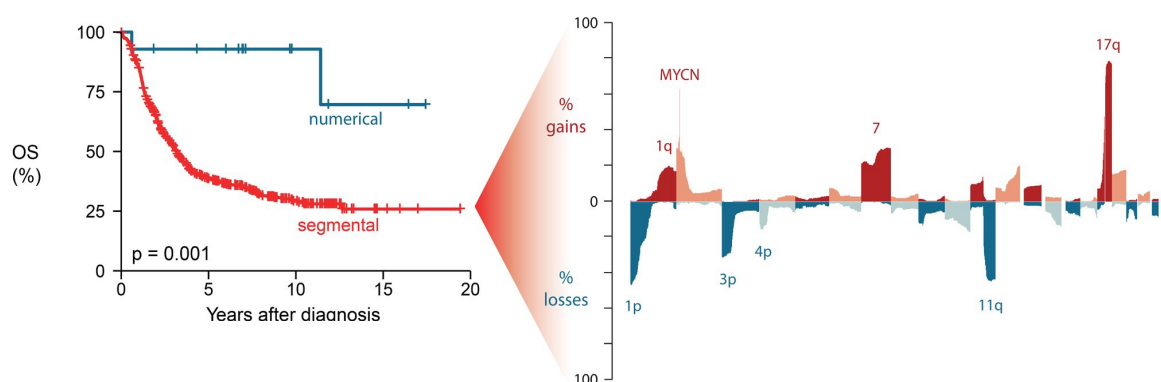 100
75
50
25
0
OS
(%)
numerical
segmental
p = 0.001
0 5 10 15 20
Years after diagnosis
100
0
100
%
gains
%
losses
1q
MYCN
7
17q
1p
3p
4p
11q